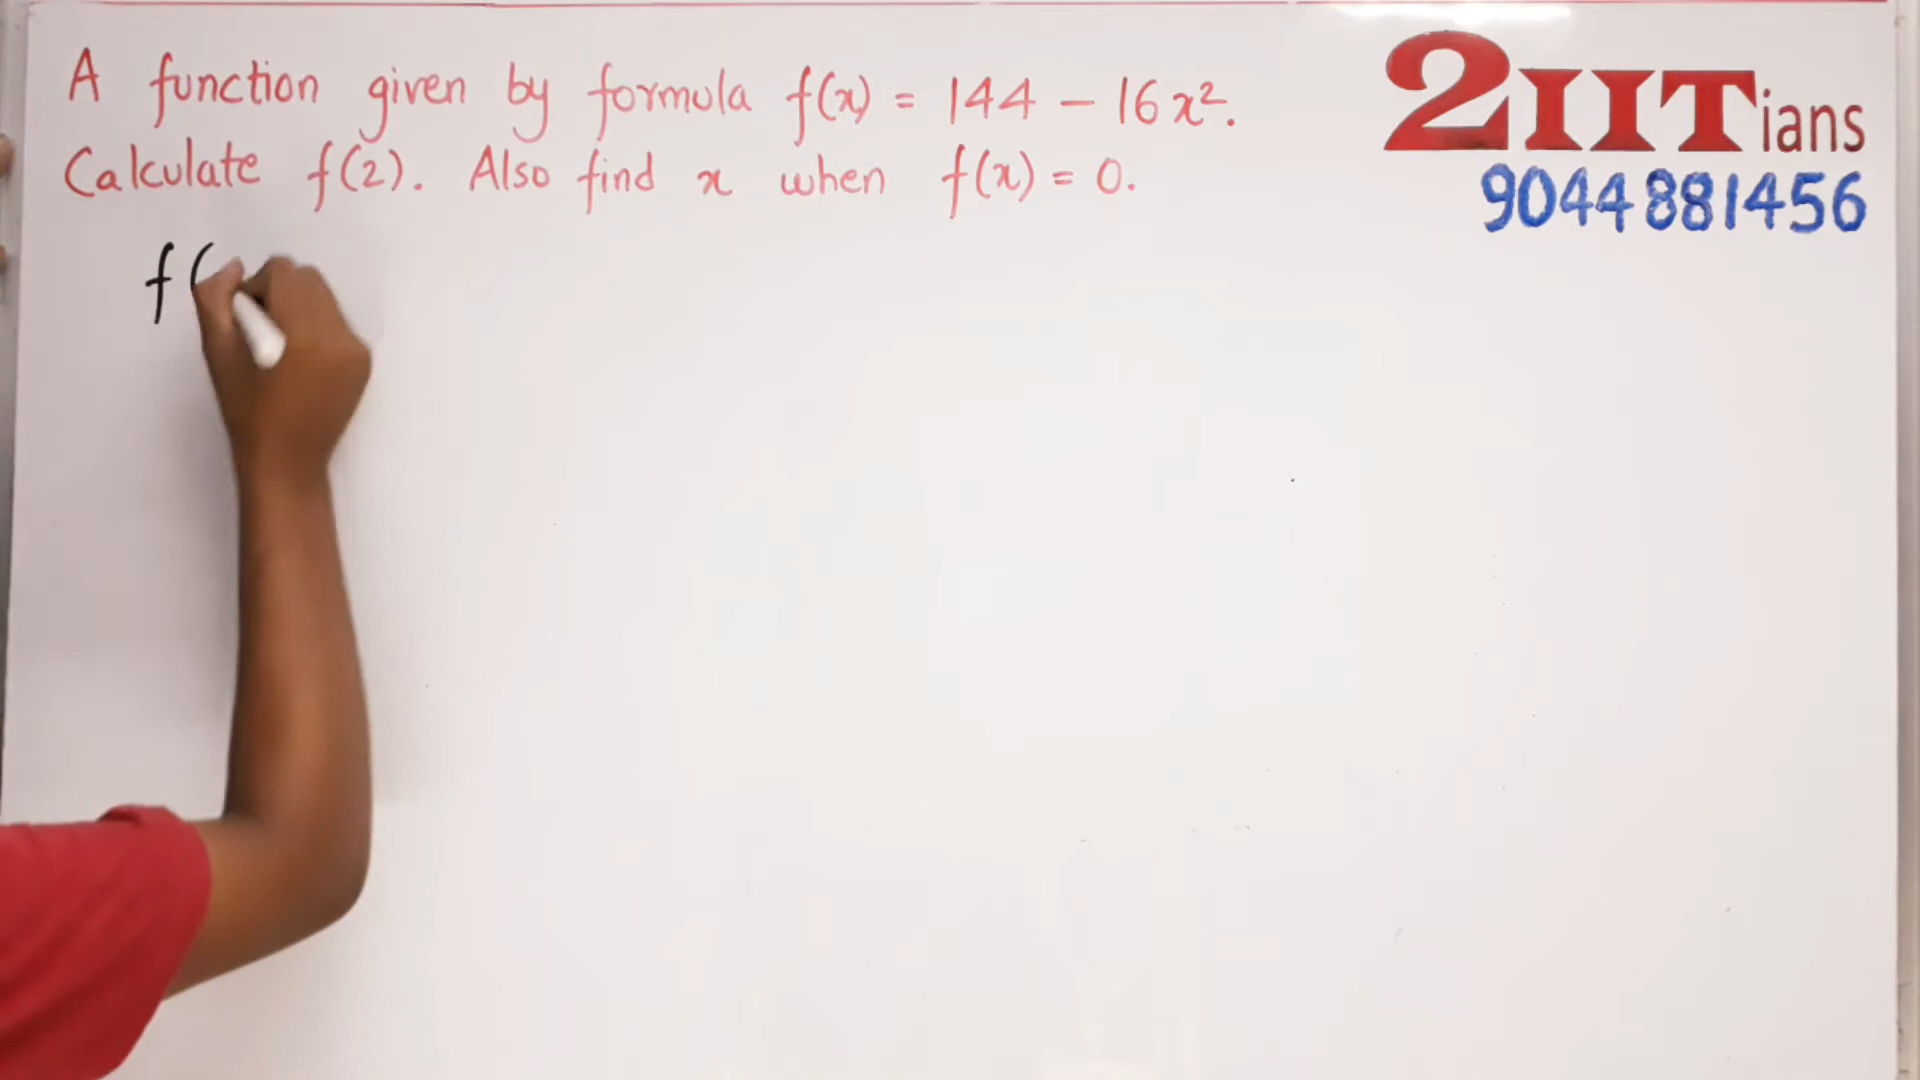 A function given by formula f(x) = 144 - 16x².
Calculate f(2). Also find x when f(x) = 0.
f(
2IITians
9044881456